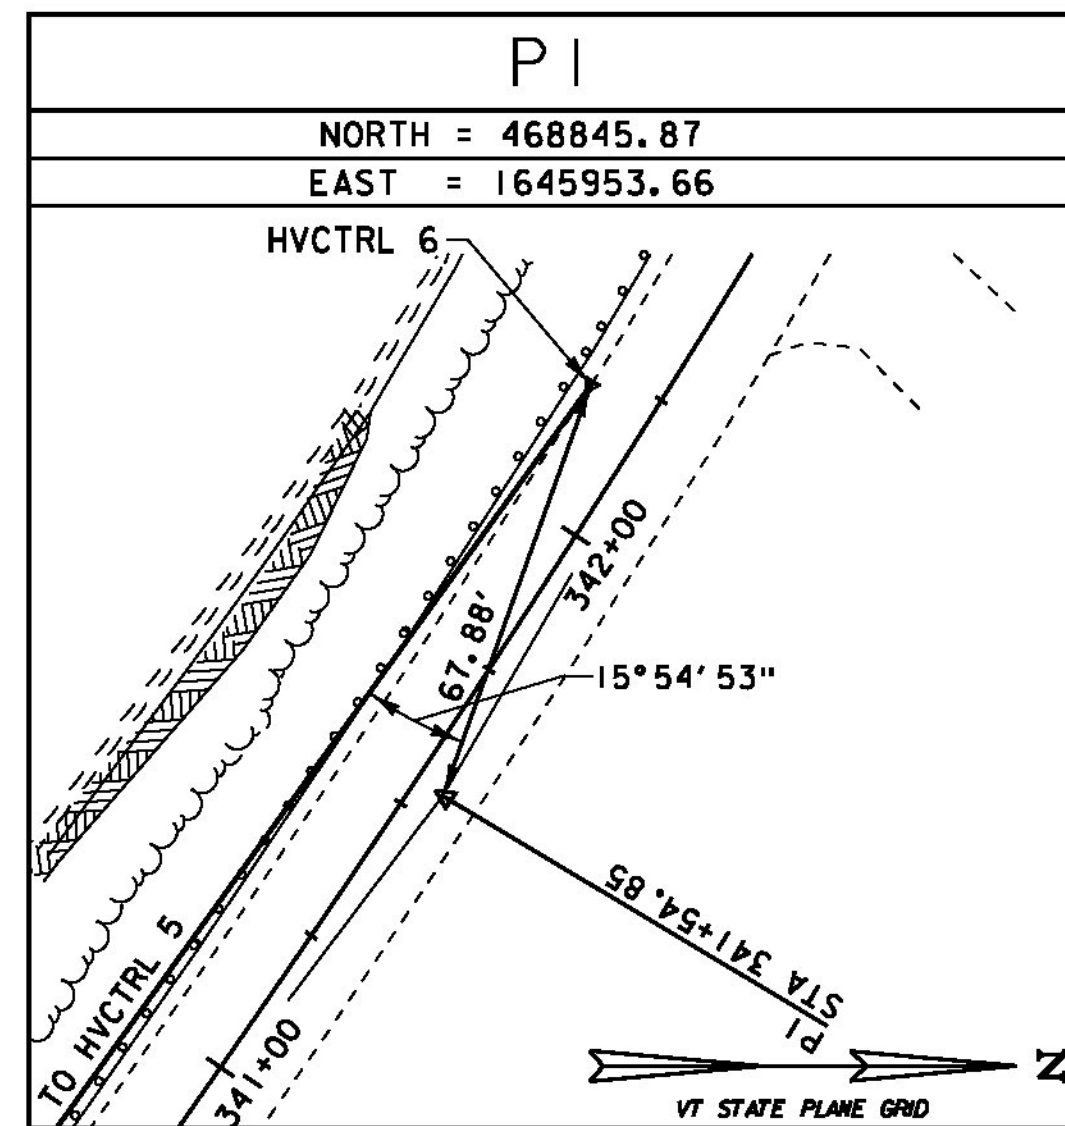 PI
NORTH = 468845.87
EAST = 1645953.66
HVCTRL 6
342+00
67.88'
15°54'53"
PI
STA 341+54.85
TO HVCTRL 5
341+00
N
VT STATE PLANE GRID